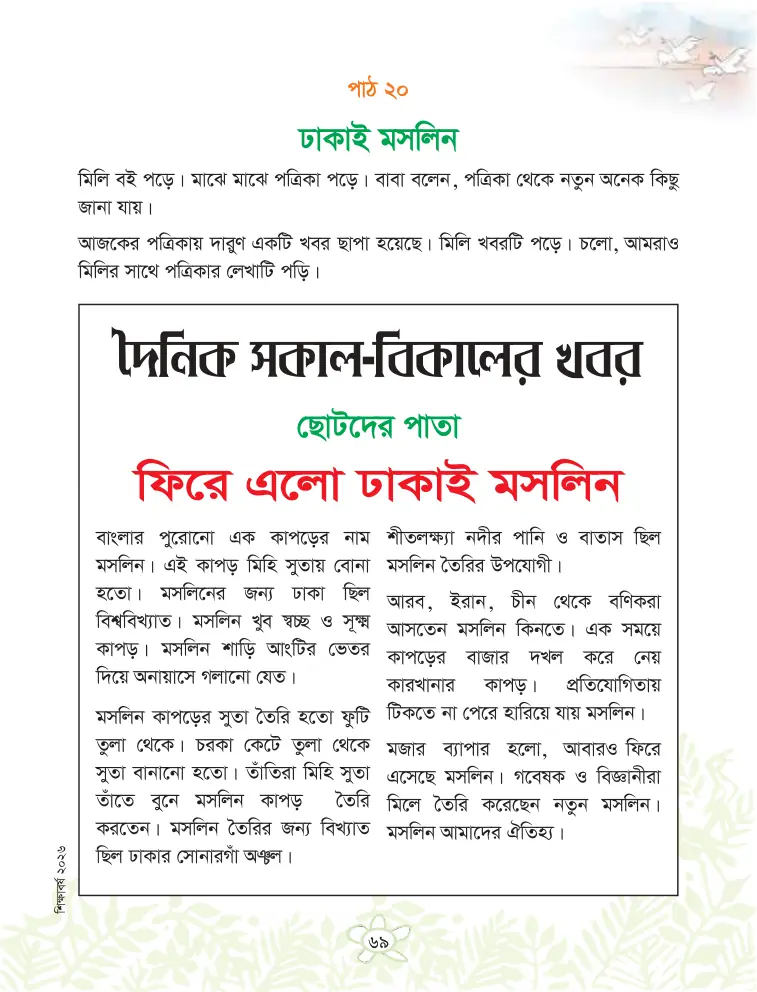 পাঠ ২০
ঢাকাই মসলিন
মিলি বই পড়ে। মাঝে মাঝে পত্রিকা পড়ে। বাবা বলেন, পত্রিকা থেকে নতুন অনেক কিছু
জানা যায়।
আজকের পত্রিকায় দারুণ একটি খবর ছাপা হয়েছে। মিলি খবরটি পড়ে। চলো, আমরাও
মিলির সাথে পত্রিকার লেখাটি পড়ি।
দৈনিক সকাল-বিকালের খবর
ছোটদের পাতা
ফিরে এলো ঢাকাই মসলিন
বাংলার পুরোনো এক কাপড়ের নাম
মসলিন। এই কাপড় মিহি সুতায় বোনা
হতো। মসলিনের জন্য ঢাকা ছিল
বিশ্ববিখ্যাত। মসলিন খুব স্বচ্ছ ও সূক্ষ্ম
কাপড়। মসলিন শাড়ি আংটির ভেতর
দিয়ে অনায়াসে গলানো যেত।
মসলিন কাপড়ের সুতা তৈরি হতো ফুটি
তুলা থেকে। চরকা কেটে তুলা থেকে
সুতা বানানো হতো। তাঁতিরা মিহি সুতা
তাঁতে বুনে মসলিন কাপড় তৈরি
করতেন। মসলিন তৈরির জন্য বিখ্যাত
ছিল ঢাকার সোনারগাঁ অঞ্চল।
শীতলক্ষ্যা নদীর পানি ও বাতাস ছিল
মসলিন তৈরির উপযোগী।
আরব, ইরান, চীন থেকে বণিকরা
আসতেন মসলিন কিনতে। এক সময়ে
কাপড়ের বাজার দখল করে নেয়
কারখানার কাপড়। প্রতিযোগিতায়
টিকতে না পেরে হারিয়ে যায় মসলিন।
মজার ব্যাপার হলো, আবারও ফিরে
এসেছে মসলিন। গবেষক ও বিজ্ঞানীরা
মিলে তৈরি করেছেন নতুন মসলিন।
মসলিন আমাদের ঐতিহ্য।
শিক্ষাবর্ষ ২০২৬
৬৯